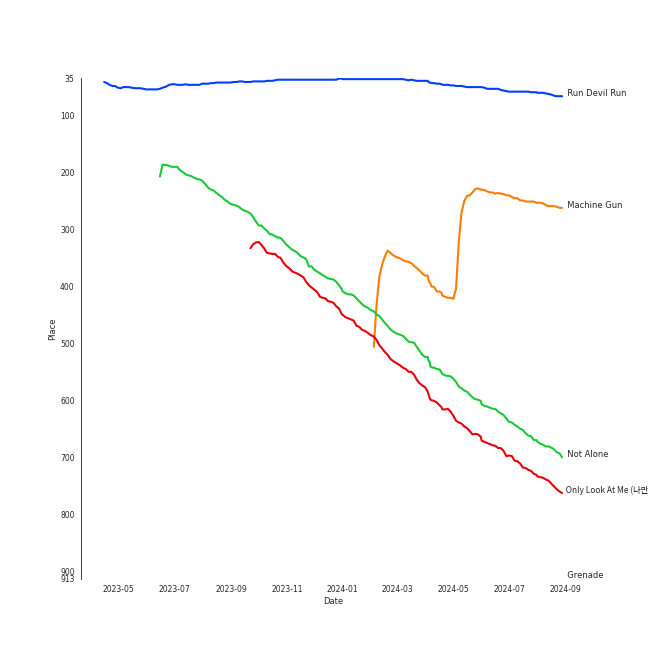 35
100
Run Devil Run
200
Machine Gun
300
400
Place
500
600
700
Not Alone
Only Look At Me (나만
800
900
913
Grenade
2023-05 2023-07 2023-09 2023-11 2024-01 2024-03 2024-05 2024-07 2024-09
Date